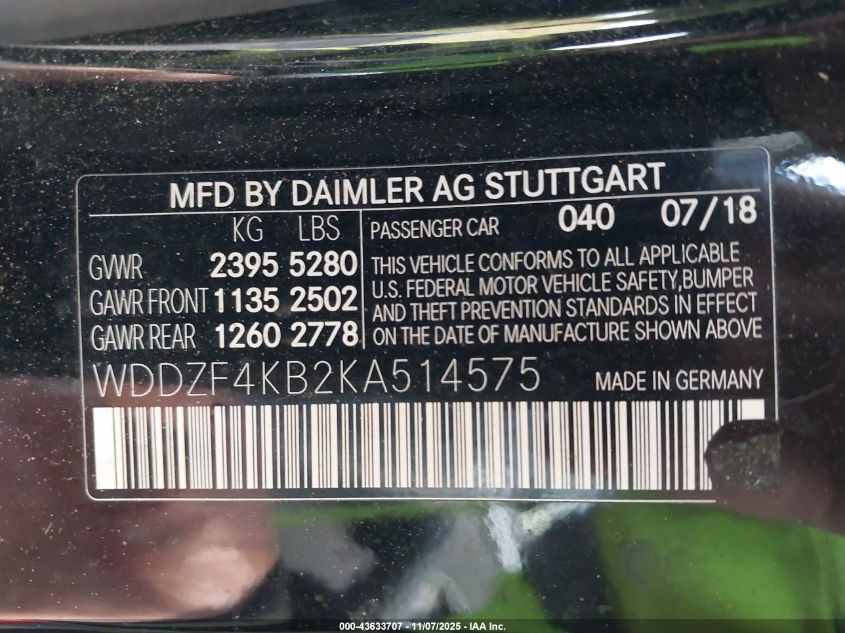 MFD BY DAIMLER AG STUTTGART
KG LBS
GVWR 2395 5280
GAWR FRONT 1135 2502
GAWR REAR 1260 2778
PASSENGER CAR 040 07/18
THIS VEHICLE CONFORMS TO ALL APPLICABLE
U.S. FEDERAL MOTOR VEHICLE SAFETY,BUMPER
AND THEFT PREVENTION STANDARDS IN EFFECT
ON THE DATE OF MANUFACTURE SHOWN ABOVE
WDDZF4KB2KA514575 MADE IN GERMANY
000-43633707 - 11/07/2025 - IAA Inc.